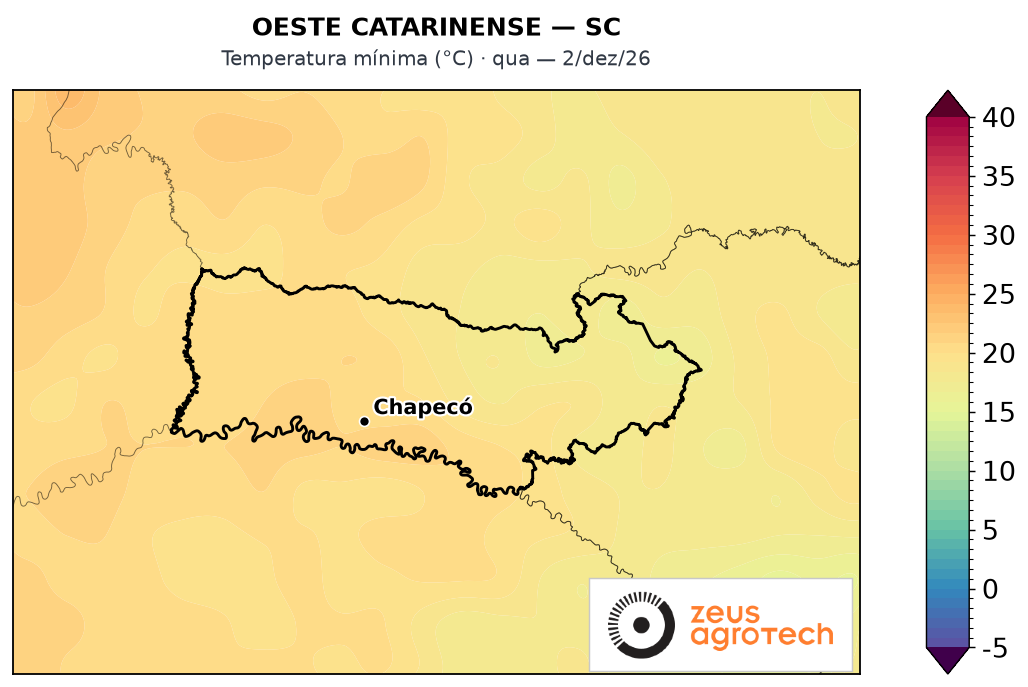 OESTE CATARINENSE — SC
Temperatura mínima (°C) · qua — 2/dez/26
40
35
30
25
20
15
10
5
0
-5
Chapecó
zeus
agrotech